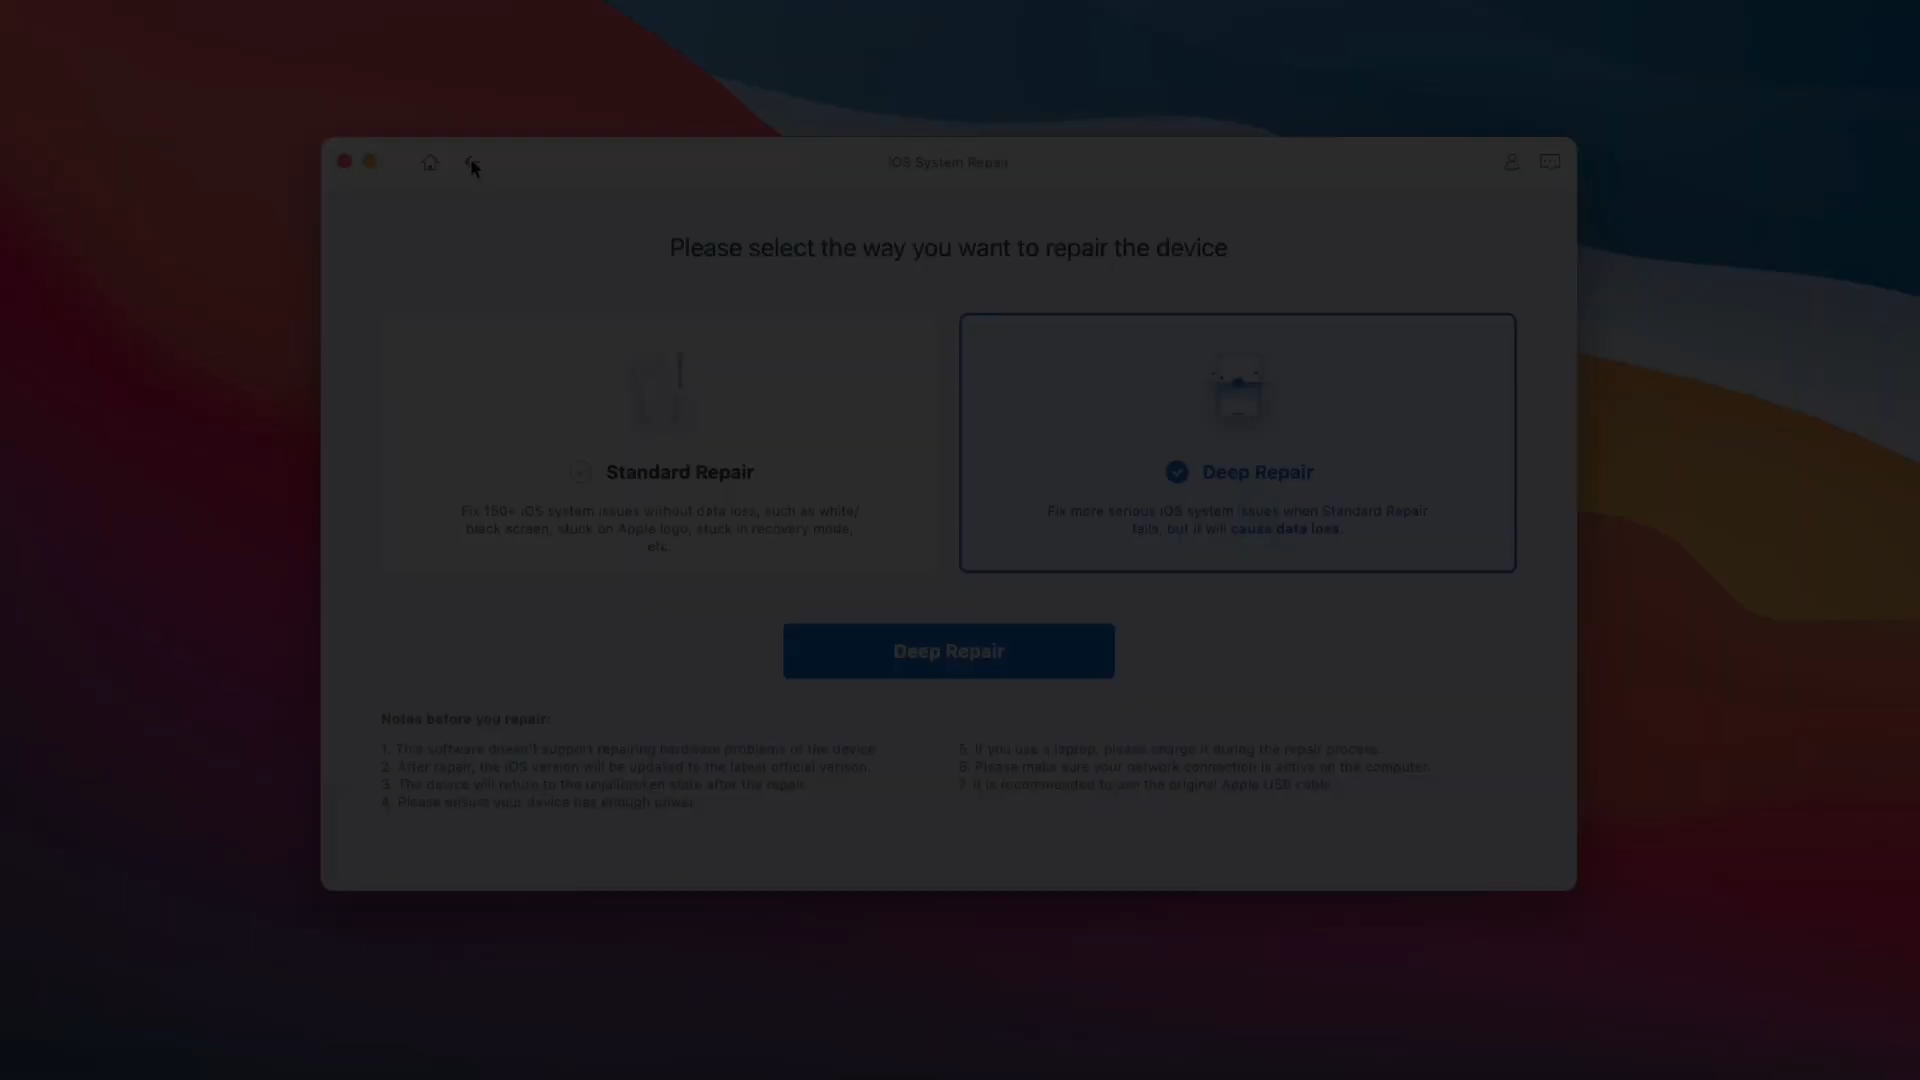 iOS System Repair
Please select the way you want to repair the device
Standard Repair
Fix 150+ iOS system issues without data loss, such as white/
black screen, stuck on Apple logo, stuck in recovery mode,
etc.
Deep Repair
Fix more serious iOS system issues when Standard Repair
fails, but it will cause data loss.
Deep Repair
Notes before you repair:
1. This software doesn't support repairing hardware problems of the device.
2. After repair, the iOS version will be updated to the latest official verison.
3. The device will return to the unjailbroken state after the repair.
4. Please ensure your device has enough power.
5. If you use a laptop, please charge it during the repair process.
6. Please make sure your network connection is active on the computer.
7. It is recommended to use the original Apple USB cable.